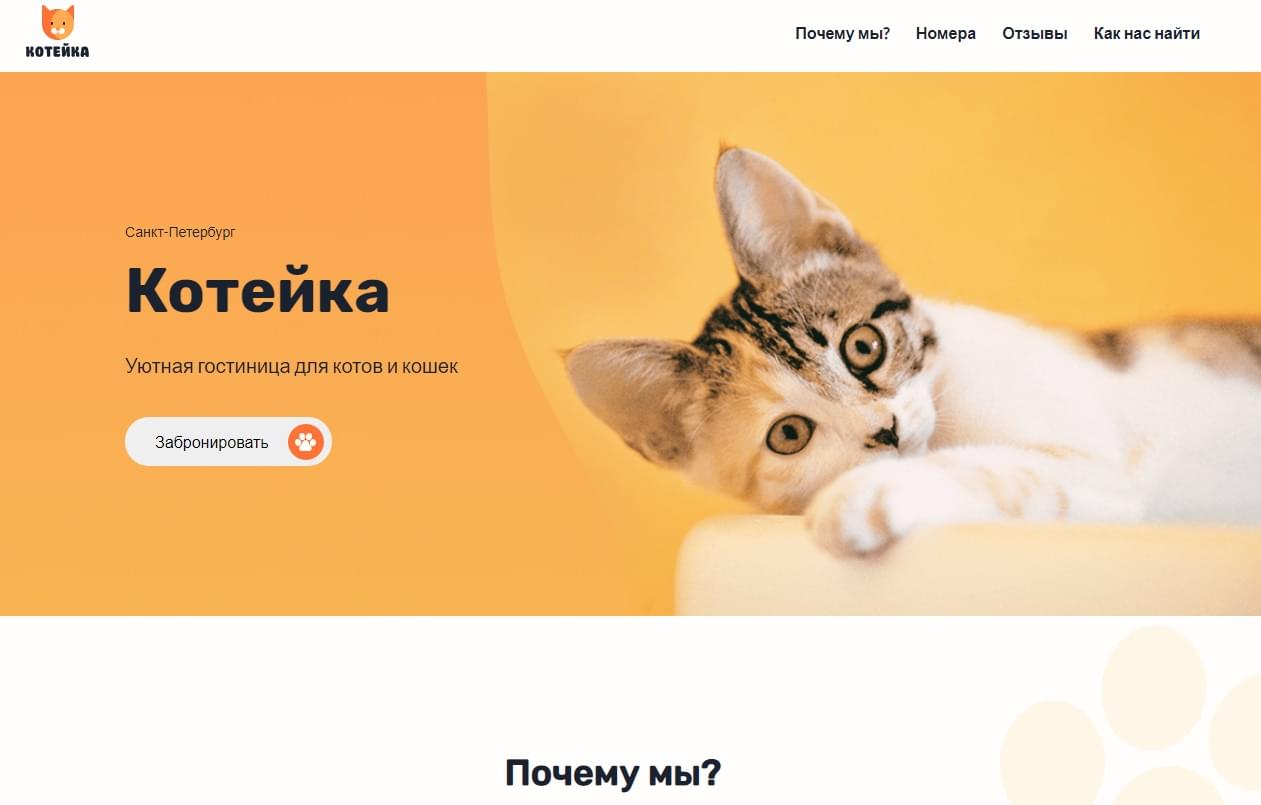 КОТЕЙКА
Почему мы? Номера Отзывы Как нас найти
Санкт-Петербург
Котейка
Уютная гостиница для котов и кошек
Забронировать
Почему мы?